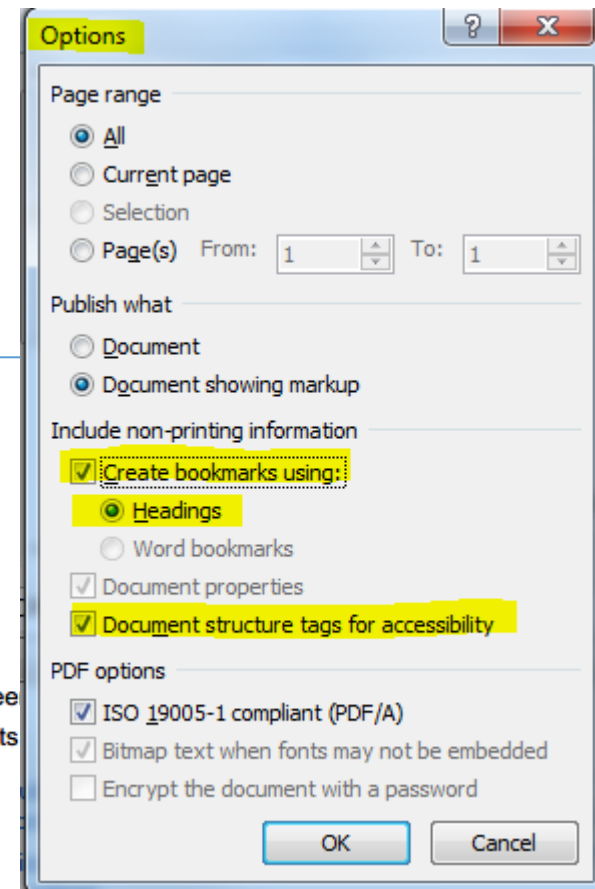 Options
Page range
All
Current page
Selection
Page(s) From: 1 To: 1
Publish what
Document
Document showing markup
Include non-printing information
Create bookmarks using:
Headings
Word bookmarks
Document properties
Document structure tags for accessibility
PDF options
ISO 19005-1 compliant (PDF/A)
Bitmap text when fonts may not be embedded
Encrypt the document with a password
OK Cancel